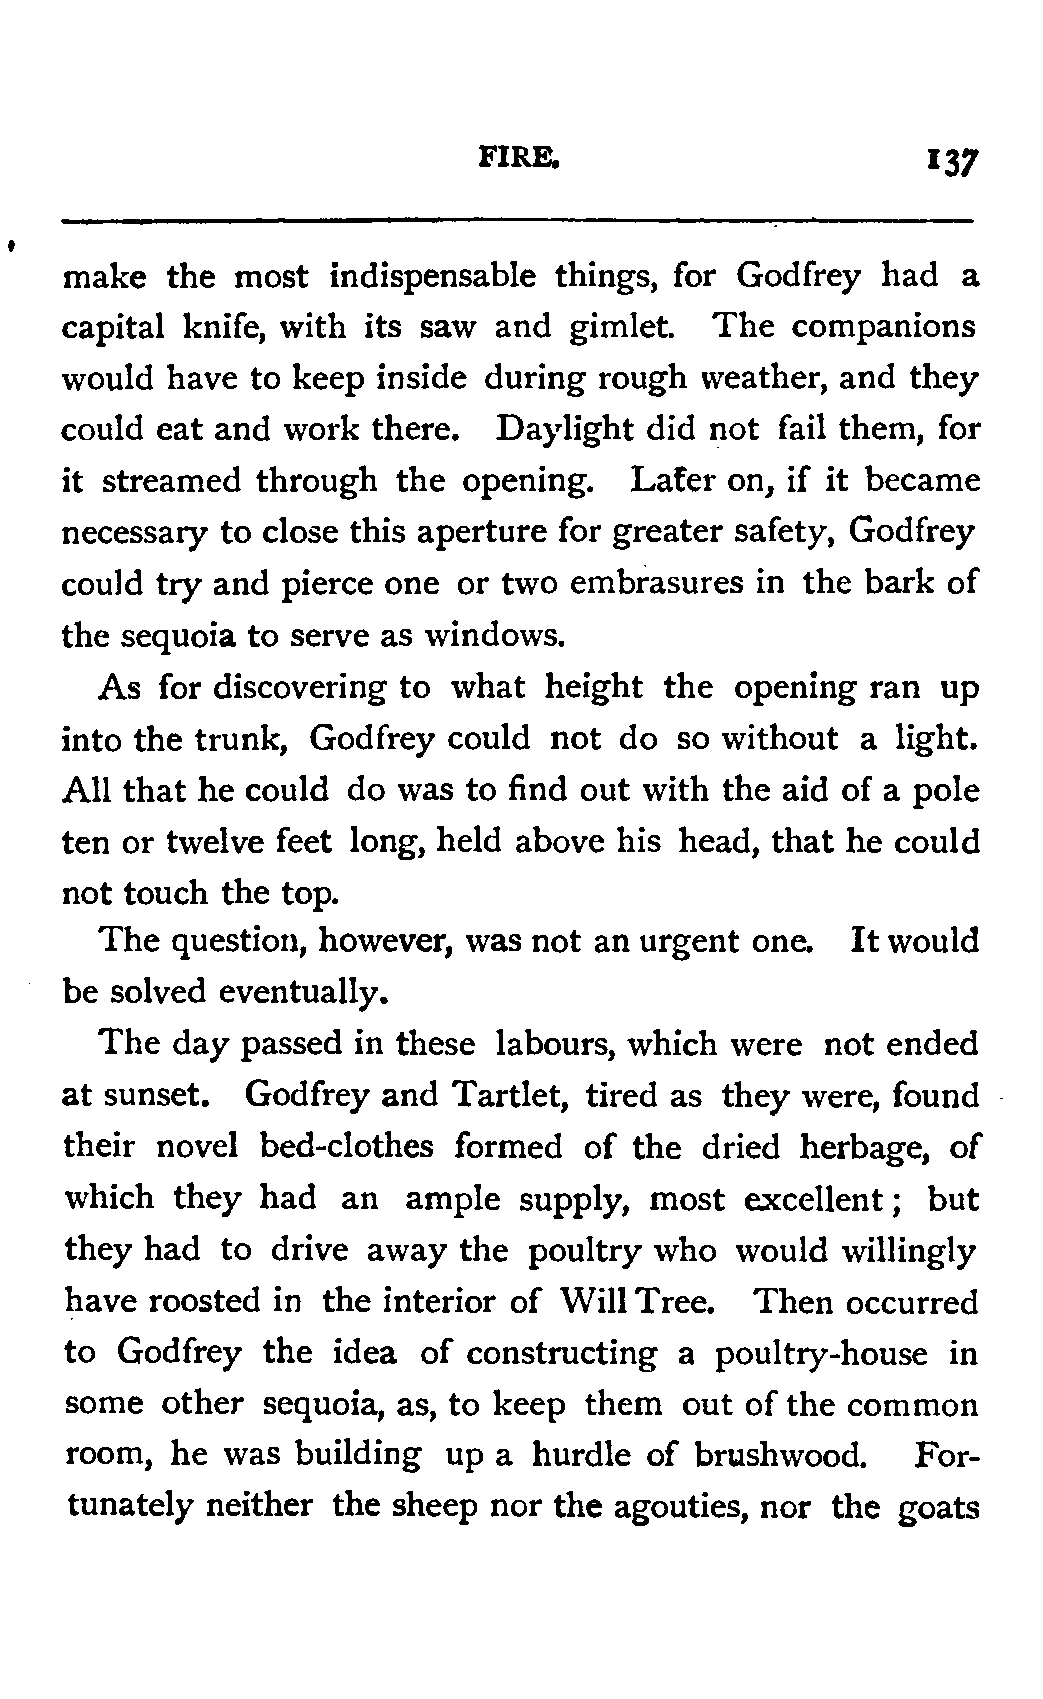 FIRE. 137
make the most indispensable things, for Godfrey had a
capital knife, with its saw and gimlet. The companions
would have to keep inside during rough weather, and they
could eat and work there. Daylight did not fail them, for
it streamed through the opening. Later on, if it became
necessary to close this aperture for greater safety, Godfrey
could try and pierce one or two embrasures in the bark of
the sequoia to serve as windows.
As for discovering to what height the opening ran up
into the trunk, Godfrey could not do so without a light.
All that he could do was to find out with the aid of a pole
ten or twelve feet long, held above his head, that he could
not touch the top.
The question, however, was not an urgent one. It would
be solved eventually.
The day passed in these labours, which were not ended
at sunset. Godfrey and Tartlet, tired as they were, found
their novel bed-clothes formed of the dried herbage, of
which they had an ample supply, most excellent; but
they had to drive away the poultry who would willingly
have roosted in the interior of Will Tree. Then occurred
to Godfrey the idea of constructing a poultry-house in
some other sequoia, as, to keep them out of the common
room, he was building up a hurdle of brushwood. For-
tunately neither the sheep nor the agouties, nor the goats